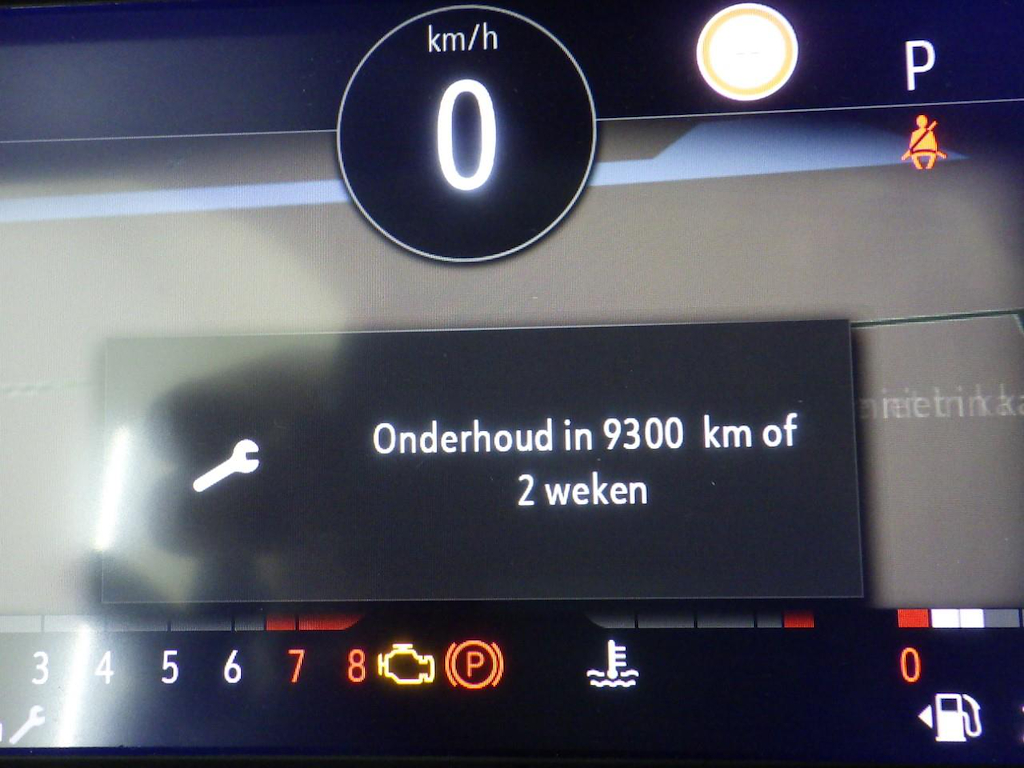 km/h
0
P
Onderhoud in 9300 km of
2 weken
3 4 5 6 7 8 P 0